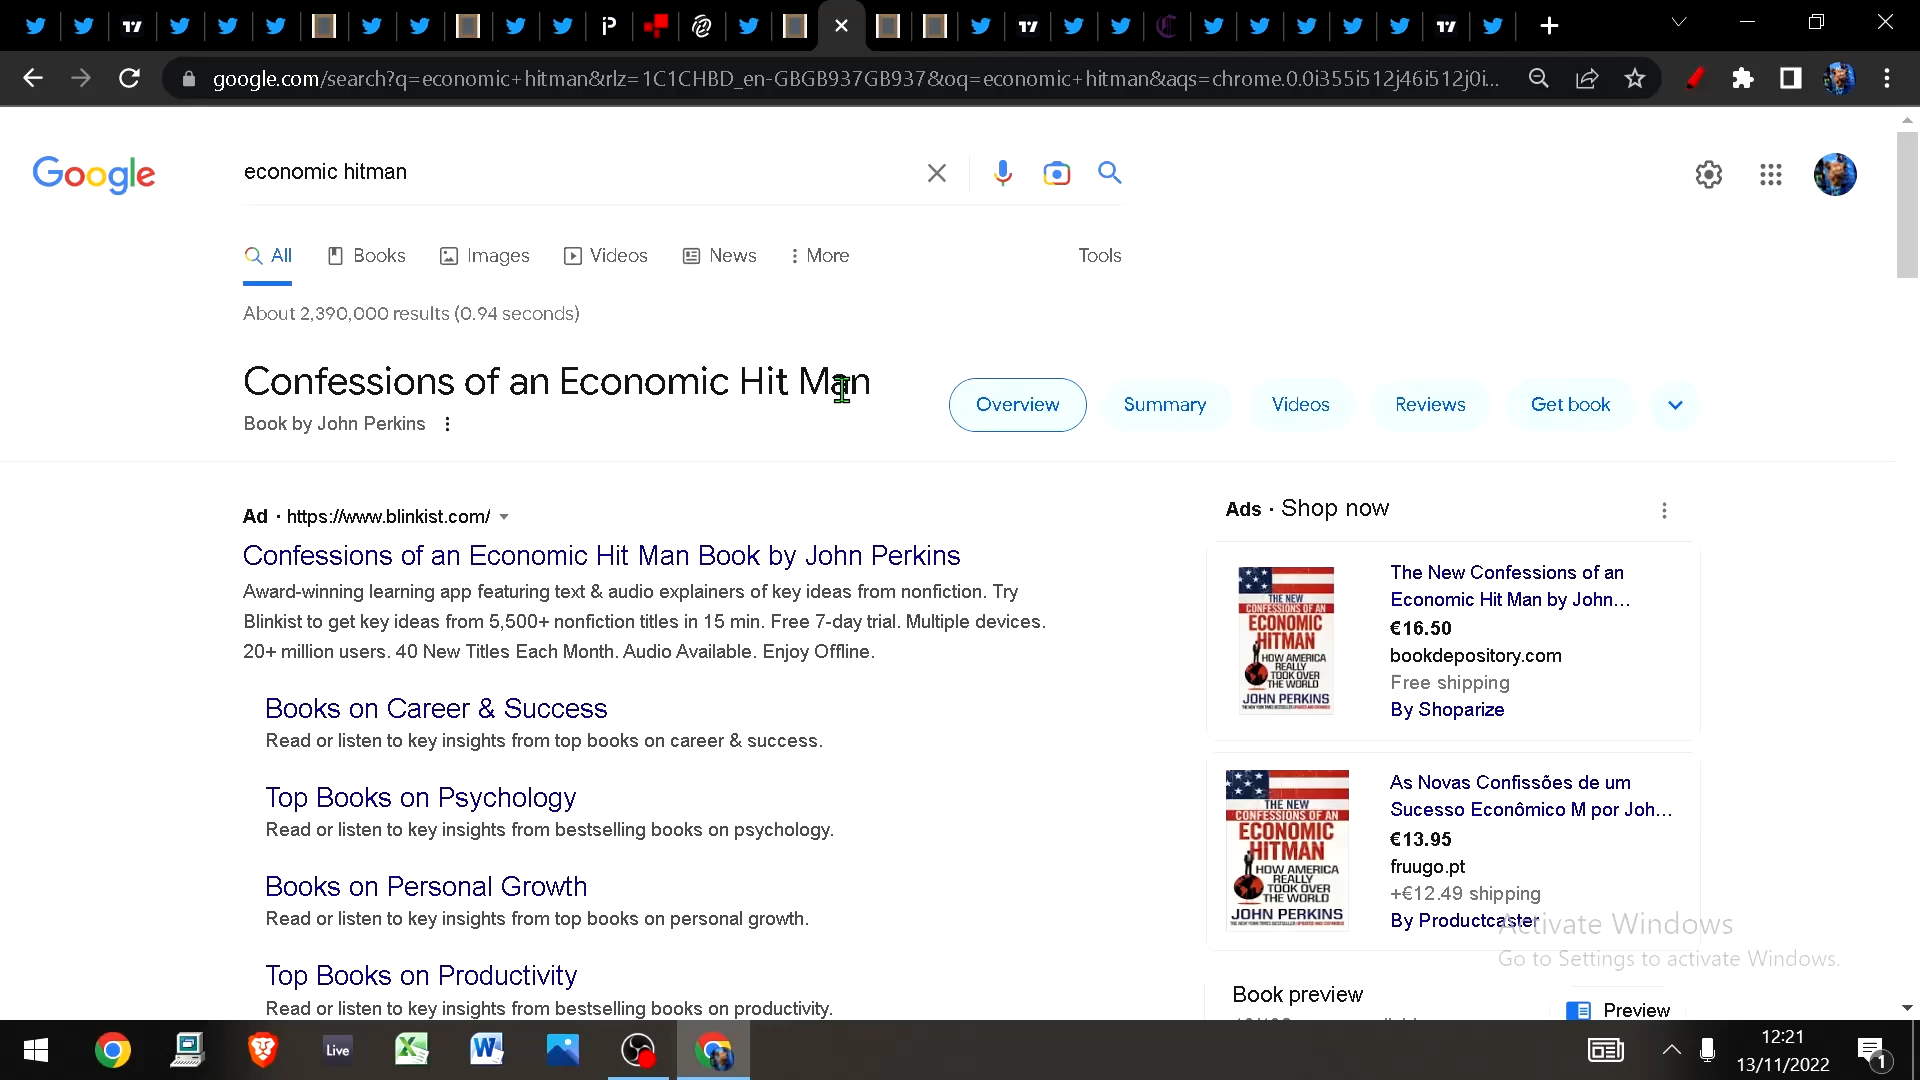 google.com/search?q=economic+hitman&rlz=1C1CHBD_en-GBGB937GB937&oq=economic+hitman&aqs=chrome.0.0i355i512j46i512j0i...
Google
economic hitman
All
Books
Images
Videos
News
More
Tools
About 2,390,000 results (0.94 seconds)
Confessions of an Economic Hit Man
Book by John Perkins
Overview
Summary
Videos
Reviews
Get book
Ad · https://www.blinkist.com/
Confessions of an Economic Hit Man Book by John Perkins
Award-winning learning app featuring text & audio explainers of key ideas from nonfiction. Try
Blinkist to get key ideas from 5,500+ nonfiction titles in 15 min. Free 7-day trial. Multiple devices.
20+ million users. 40 New Titles Each Month. Audio Available. Enjoy Offline.
Books on Career & Success
Read or listen to key insights from top books on career & success.
Top Books on Psychology
Read or listen to key insights from bestselling books on psychology.
Books on Personal Growth
Read or listen to key insights from top books on personal growth.
Top Books on Productivity
Read or listen to key insights from bestselling books on productivity.
Ads · Shop now
THE NEW
CONFESSIONS OF AN
ECONOMIC
HITMAN
HOW AMERICA
REALLY
TOOK OVER
THE WORLD
JOHN PERKINS
The New Confessions of an
Economic Hit Man by John...
€16.50
bookdepository.com
Free shipping
By Shoparize
THE NEW
CONFESSIONS OF AN
ECONOMIC
HITMAN
HOW AMERICA
REALLY
TOOK OVER
THE WORLD
JOHN PERKINS
As Novas Confissões de um
Sucesso Econômico M por Joh...
€13.95
fruugo.pt
+€12.49 shipping
By Productcaster
Activate Windows
Go to Settings to activate Windows.
Book preview
Preview
Live
12:21
13/11/2022
1